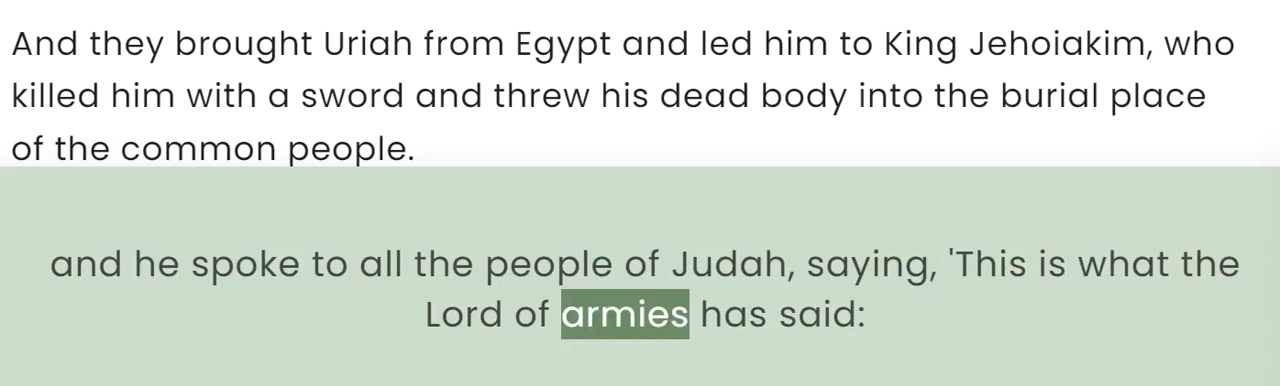 And they brought Uriah from Egypt and led him to King Jehoiakim, who
killed him with a sword and threw his dead body into the burial place
of the common people.
and he spoke to all the people of Judah, saying, 'This is what the
Lord of armies has said: